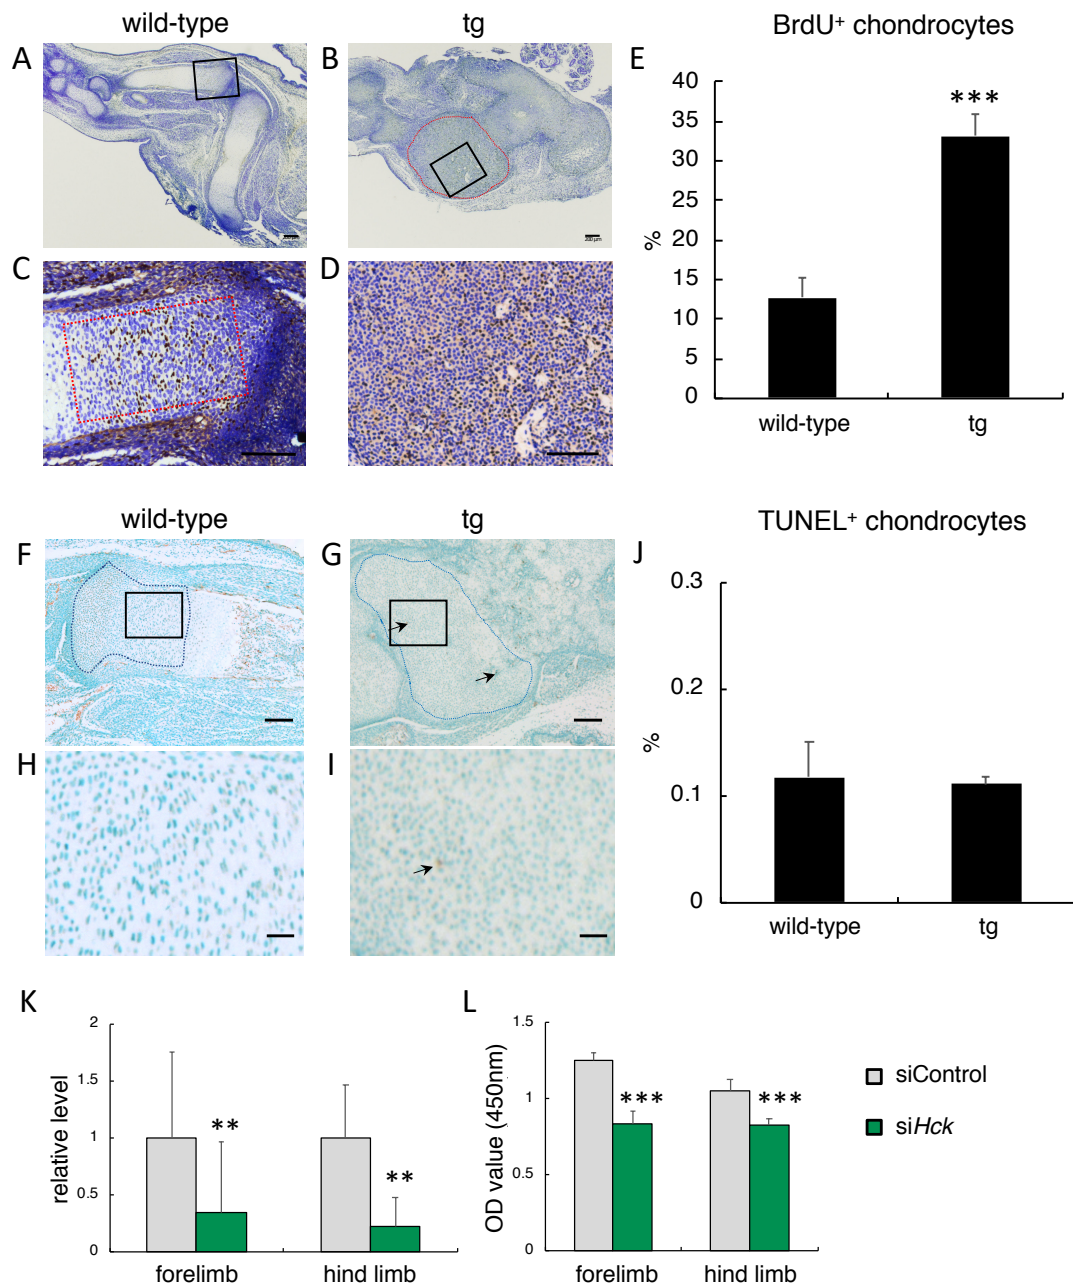 wild-type
tg
BrdU+ chondrocytes
A
B
E
200 μm
40
35
30
25
20
15
10
5
0
%
***
wild-type
tg
C
D
wild-type
tg
TUNEL+ chondrocytes
F
G
J
0.3
0.2
0.1
0
%
wild-type
tg
H
I
K
2
1.5
1
0.5
0
relative level
**
**
forelimb
hind limb
L
1.5
1
0.5
0
OD value (450nm)
***
***
forelimb
hind limb
siControl
siHck